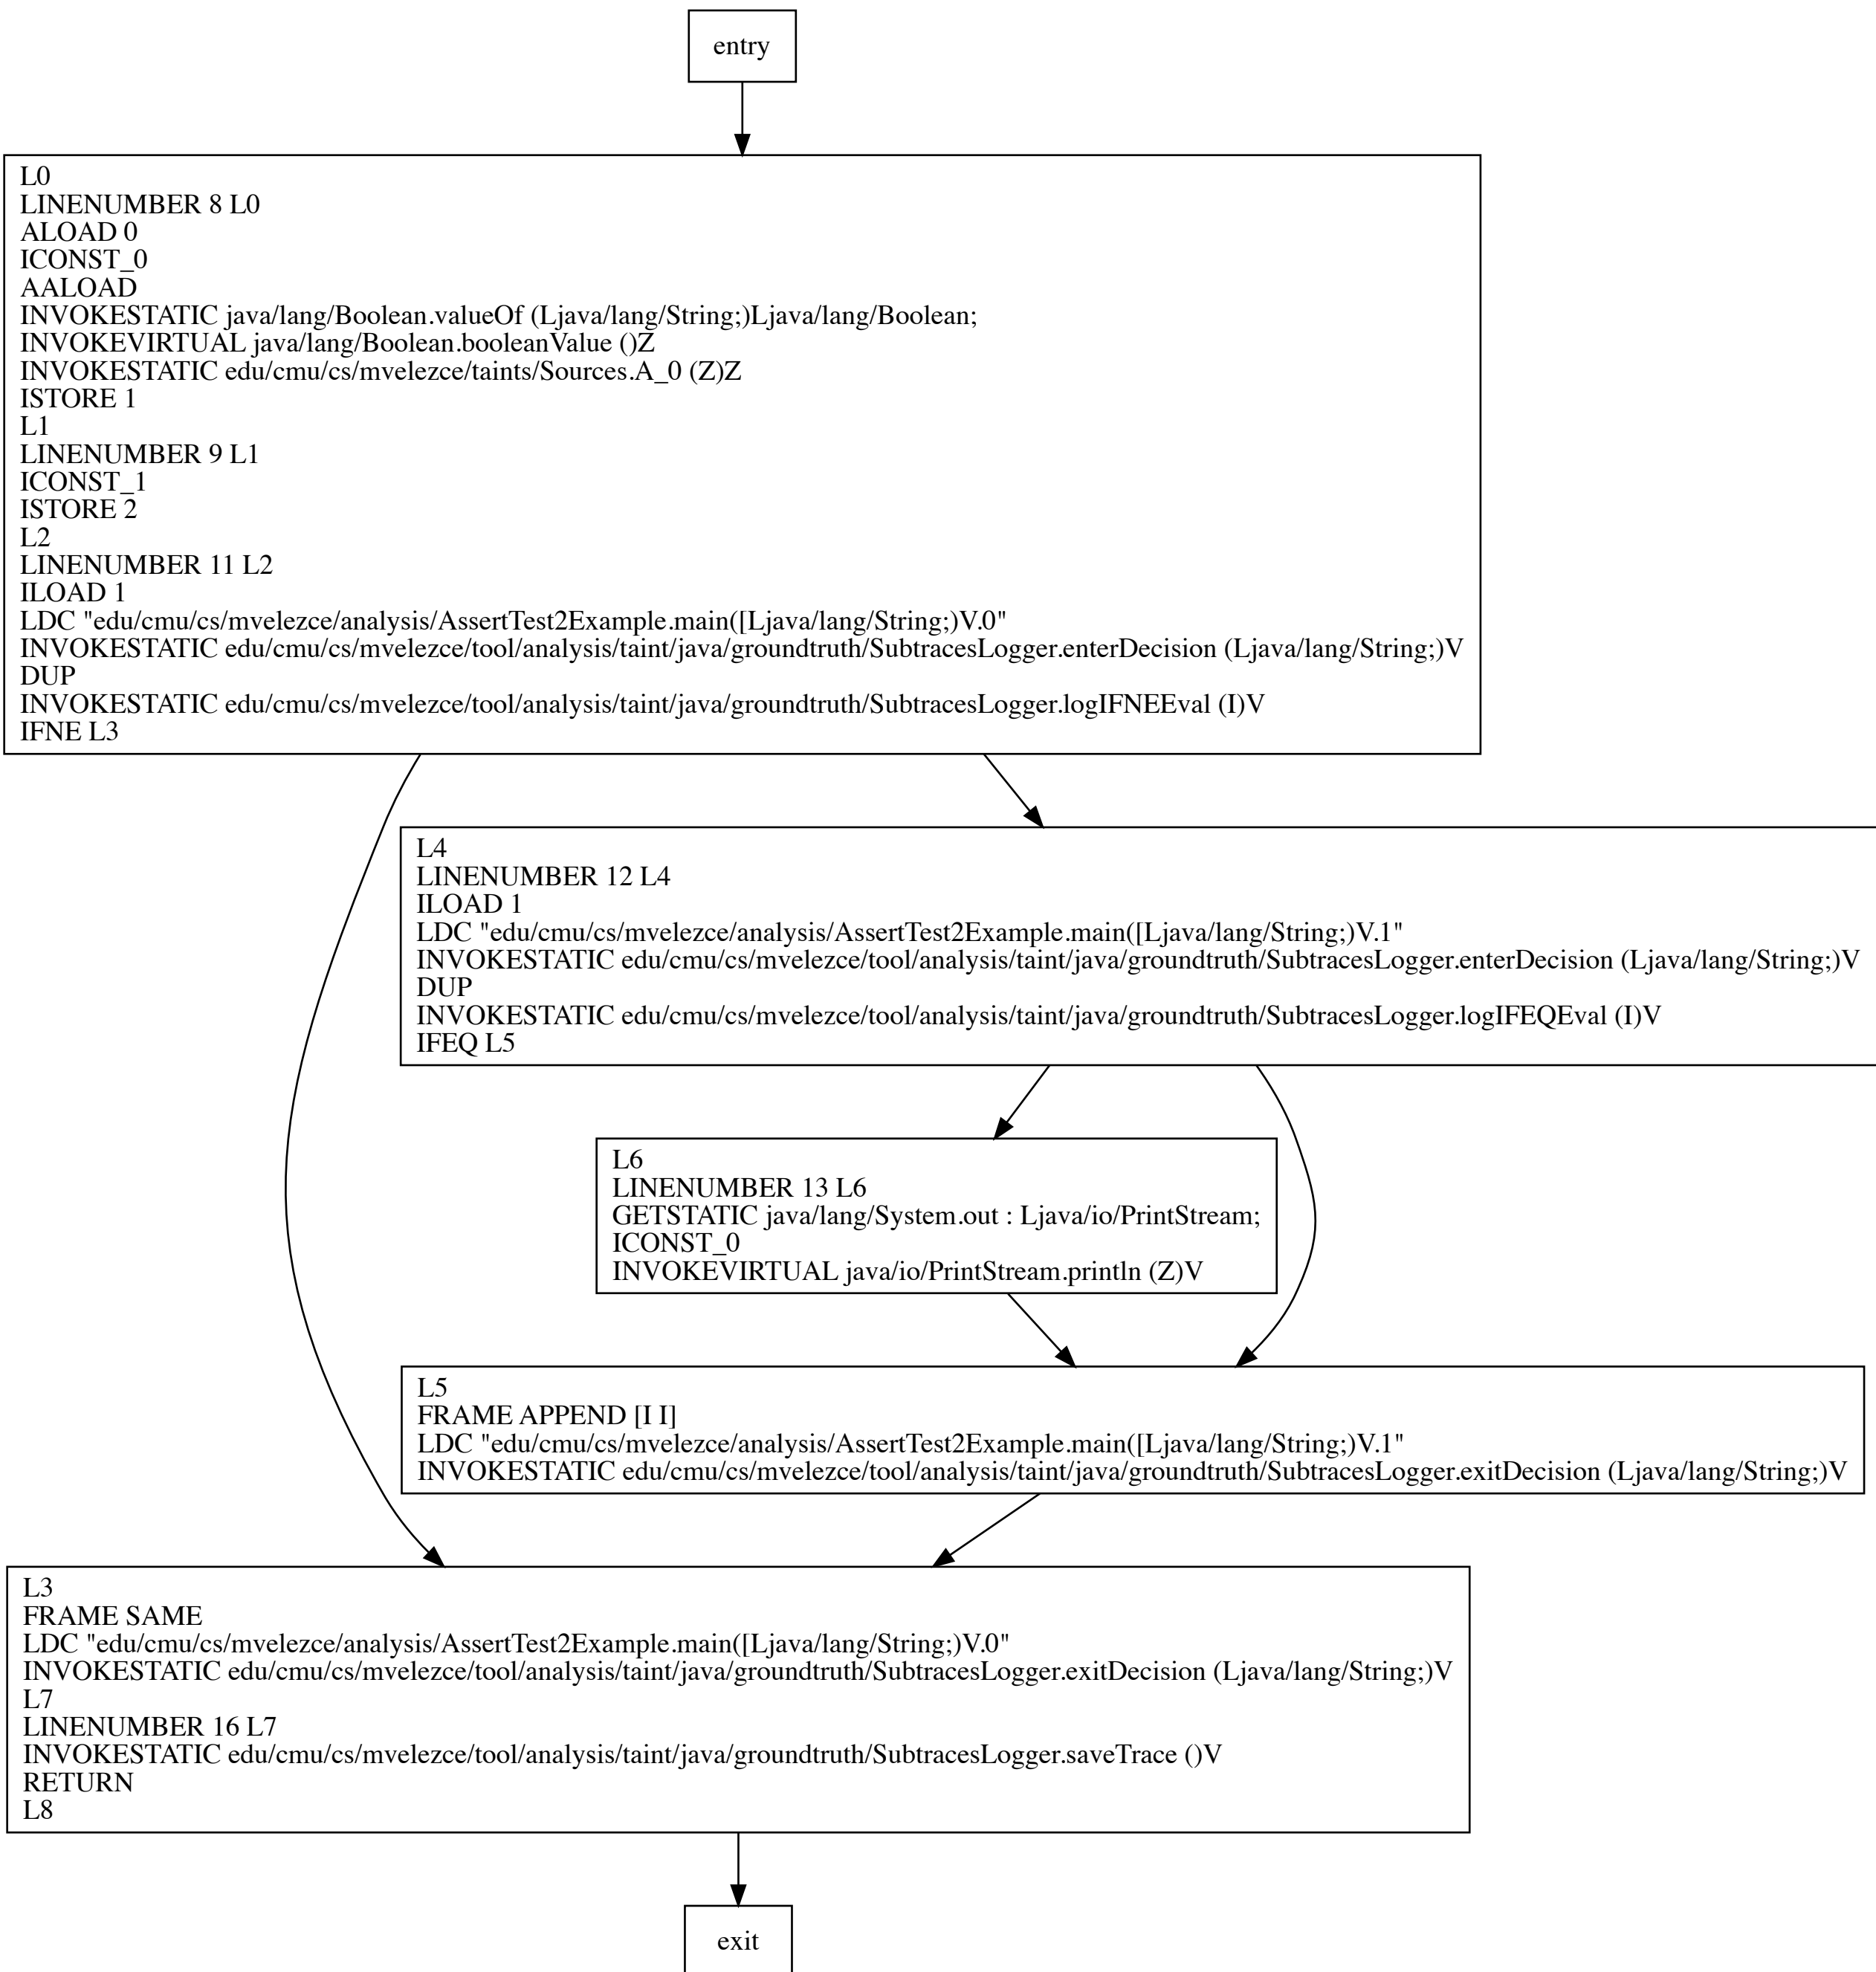 entry
L0
LINENUMBER 8 L0
ALOAD 0
ICONST_0
AALOAD
INVOKESTATIC java/lang/Boolean.valueOf (Ljava/lang/String;)Ljava/lang/Boolean;
INVOKEVIRTUAL java/lang/Boolean.booleanValue ()Z
INVOKESTATIC edu/cmu/cs/mvelezce/taints/Sources.A_0 (Z)Z
ISTORE 1
L1
LINENUMBER 9 L1
ICONST_1
ISTORE 2
L2
LINENUMBER 11 L2
ILOAD 1
LDC "edu/cmu/cs/mvelezce/analysis/AssertTest2Example.main([Ljava/lang/String;)V.0"
INVOKESTATIC edu/cmu/cs/mvelezce/tool/analysis/taint/java/groundtruth/SubtracesLogger.enterDecision (Ljava/lang/String;)V
DUP
INVOKESTATIC edu/cmu/cs/mvelezce/tool/analysis/taint/java/groundtruth/SubtracesLogger.logIFNEEval (I)V
IFNE L3
L4
LINENUMBER 12 L4
ILOAD 1
LDC "edu/cmu/cs/mvelezce/analysis/AssertTest2Example.main([Ljava/lang/String;)V.1"
INVOKESTATIC edu/cmu/cs/mvelezce/tool/analysis/taint/java/groundtruth/SubtracesLogger.enterDecision (Ljava/lang/String;)V
DUP
INVOKESTATIC edu/cmu/cs/mvelezce/tool/analysis/taint/java/groundtruth/SubtracesLogger.logIFEQEval (I)V
IFEQ L5
L6
LINENUMBER 13 L6
GETSTATIC java/lang/System.out : Ljava/io/PrintStream;
ICONST_0
INVOKEVIRTUAL java/io/PrintStream.println (Z)V
L5
FRAME APPEND [I I]
LDC "edu/cmu/cs/mvelezce/analysis/AssertTest2Example.main([Ljava/lang/String;)V.1"
INVOKESTATIC edu/cmu/cs/mvelezce/tool/analysis/taint/java/groundtruth/SubtracesLogger.exitDecision (Ljava/lang/String;)V
L3
FRAME SAME
LDC "edu/cmu/cs/mvelezce/analysis/AssertTest2Example.main([Ljava/lang/String;)V.0"
INVOKESTATIC edu/cmu/cs/mvelezce/tool/analysis/taint/java/groundtruth/SubtracesLogger.exitDecision (Ljava/lang/String;)V
L7
LINENUMBER 16 L7
INVOKESTATIC edu/cmu/cs/mvelezce/tool/analysis/taint/java/groundtruth/SubtracesLogger.saveTrace ()V
RETURN
L8
exit